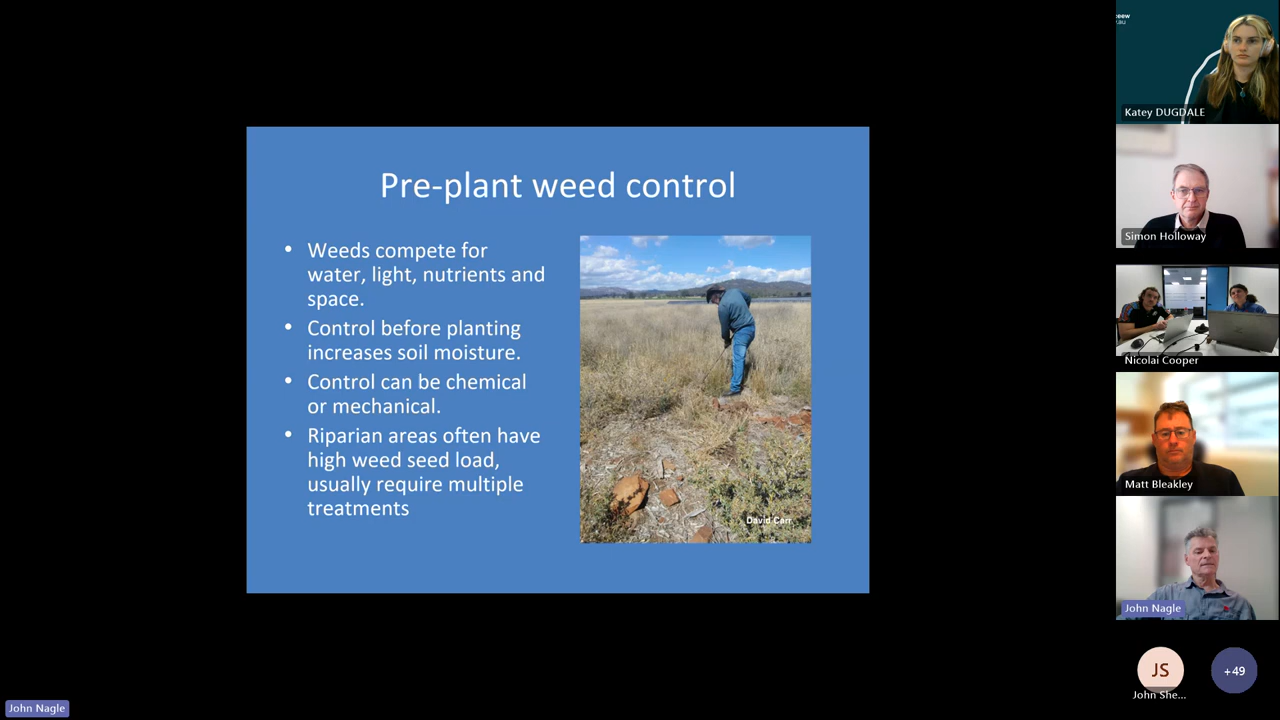 Pre-plant weed control
• Weeds compete for
water, light, nutrients and
space.
• Control before planting
increases soil moisture.
• Control can be chemical
or mechanical.
• Riparian areas often have
high weed seed load,
usually require multiple
treatments
David Carr
Katey DUGDALE
Simon Holloway
Nicolai Cooper
Matt Bleakley
John Nagle
JS
John She...
+49
John Nagle